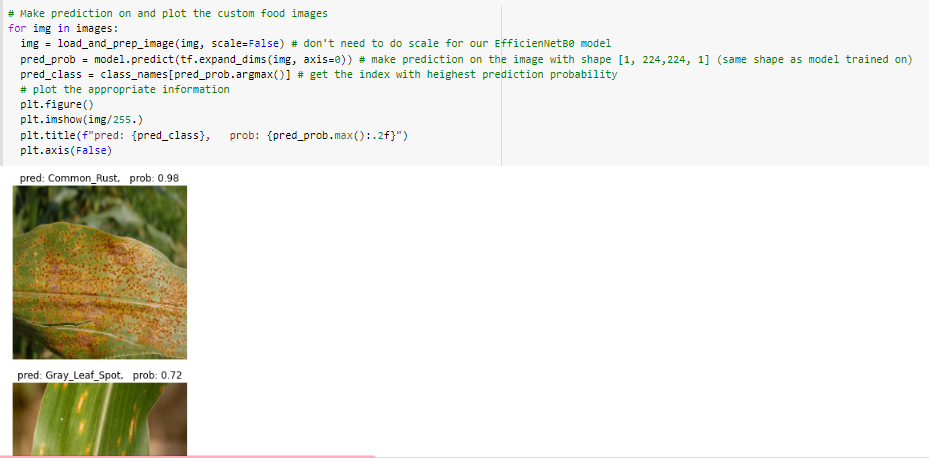 # Make prediction on and plot the custom food images
for img in images:
  img = load_and_prep_image(img, scale=False) # don't need to do scale for our EfficienNetB0 model
  pred_prob = model.predict(tf.expand_dims(img, axis=0)) # make prediction on the image with shape [1, 224,224, 1] (same shape as model trained on)
  pred_class = class_names[pred_prob.argmax()] # get the index with heighest prediction probability
  # plot the appropriate information
  plt.figure()
  plt.imshow(img/255.)
  plt.title(f"pred: {pred_class},   prob: {pred_prob.max():.2f}")
  plt.axis(False)
pred: Common_Rust,   prob: 0.98
pred: Gray_Leaf_Spot,   prob: 0.72